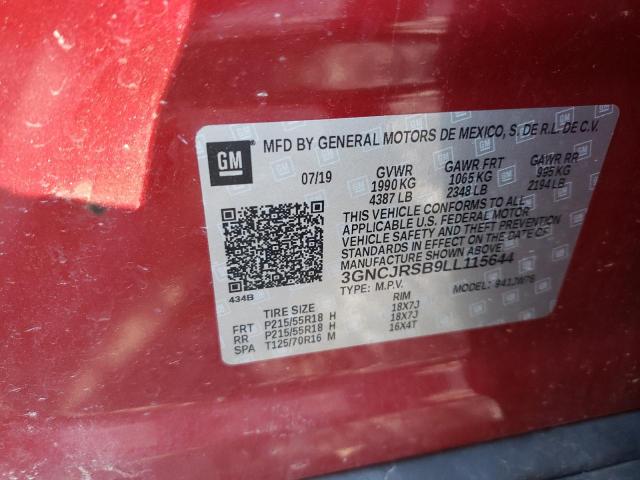 GM
MFD BY GENERAL MOTORS DE MEXICO, S. DE R.L. DE C.V.
07/19 GVWR GAWR FRT GAWR RR
1990 KG 1065 KG 995 KG
4387 LB 2348 LB 2194 LB
THIS VEHICLE CONFORMS TO ALL
APPLICABLE U.S. FEDERAL MOTOR
VEHICLE SAFETY AND THEFT PREVENTION
STANDARDS IN EFFECT ON THE DATE OF
MANUFACTURE SHOWN ABOVE.
3GNCJRSB9LL115644
TYPE: M.P.V. MODEL: 941JW76
434B
TIRE SIZE RIM
FRT P215/55R18 H 18X7J
RR P215/55R18 H 18X7J
SPA T125/70R16 M 16X4T